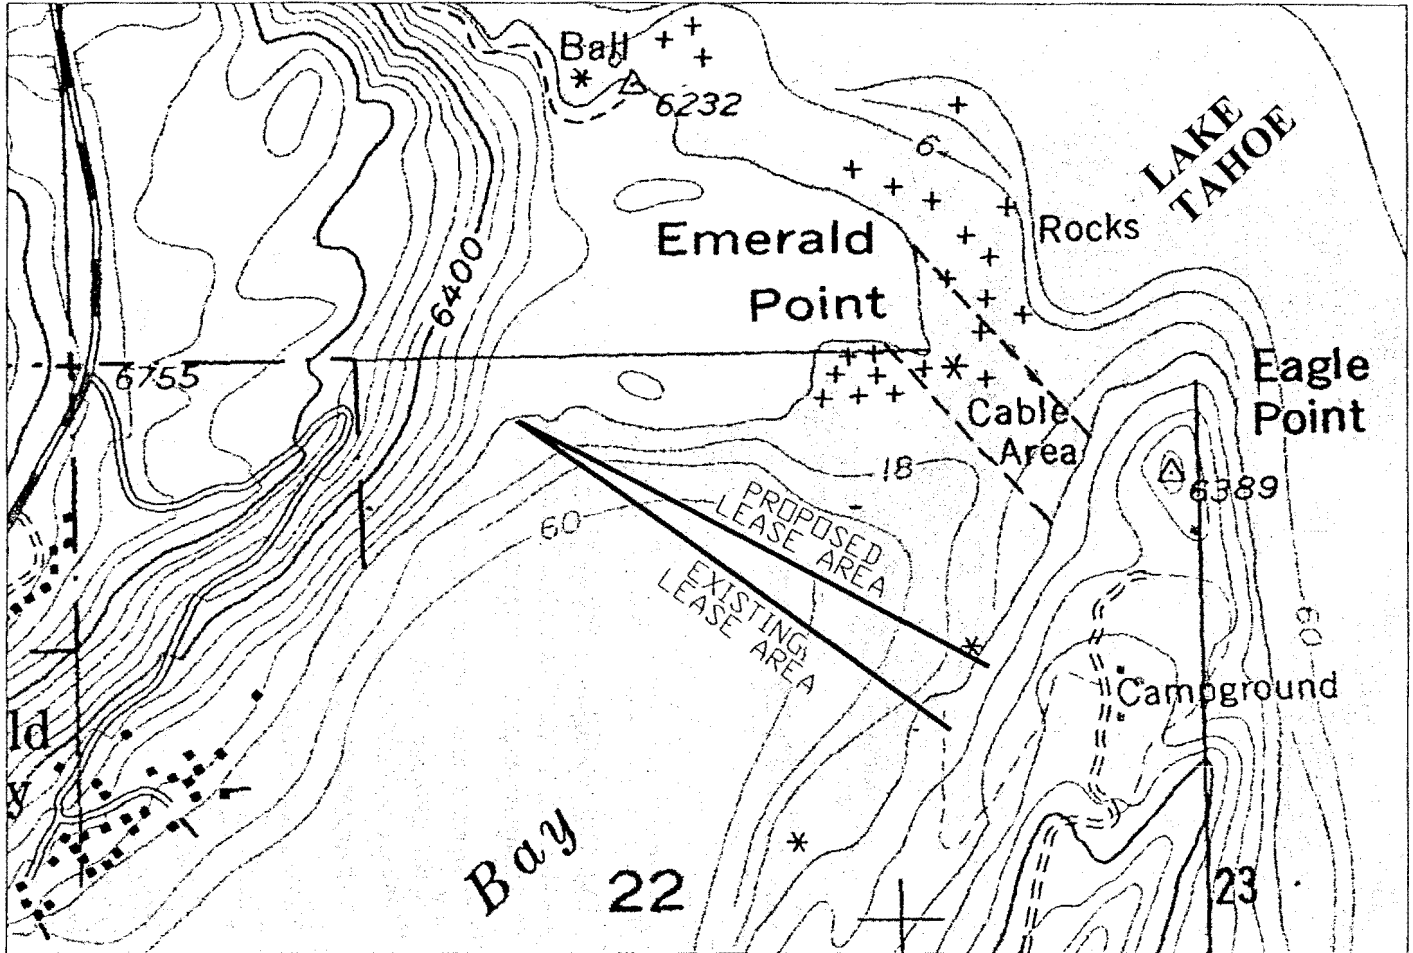 Ball
6232
6
LAKE
TAHOE
Rocks
Emerald
Point
6400
6755
Eagle
Point
Cable
Area
18
6389
60
PROPOSED
LEASE AREA
EXISTING
LEASE AREA
60
Campground
ld
y
Bay
22
23